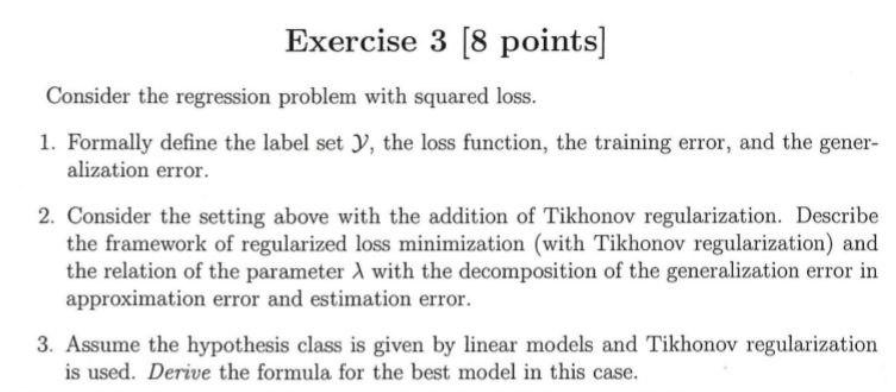 Exercise 3 [8 points]
Consider the regression problem with squared loss.
1. Formally define the label set 𝒴, the loss function, the training error, and the gener-
alization error.
2. Consider the setting above with the addition of Tikhonov regularization. Describe
the framework of regularized loss minimization (with Tikhonov regularization) and
the relation of the parameter λ with the decomposition of the generalization error in
approximation error and estimation error.
3. Assume the hypothesis class is given by linear models and Tikhonov regularization
is used. Derive the formula for the best model in this case.